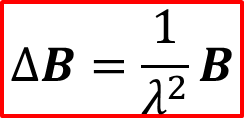 Δ𝑩 = 1/λ² 𝑩